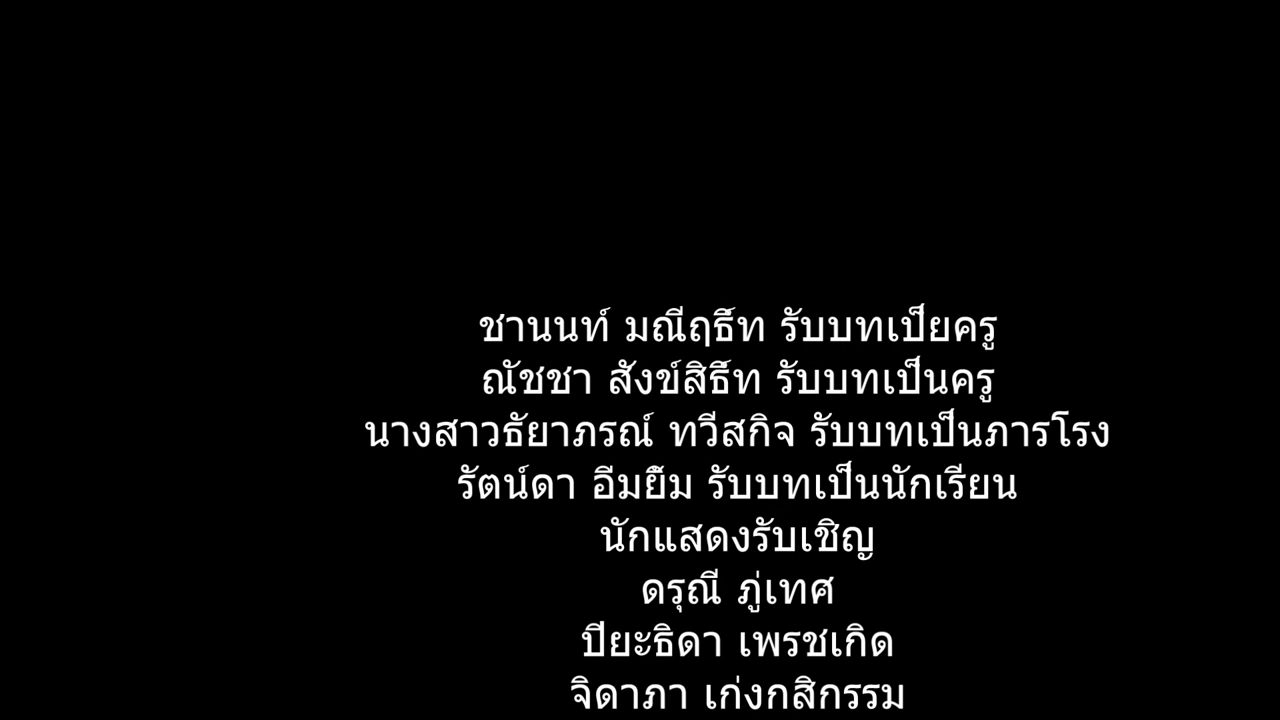 ชานนท์ มณีฤธิ์ท รับบทเป็ยครู
ณัชชา สังข์สิธิ์ท รับบทเป็นครู
นางสาวธัยาภรณ์ ทวีสกิจ รับบทเป็นภารโรง
รัตน์ดา อีมยิ้ม รับบทเป็นนักเรียน
นักแสดงรับเชิญ
ดรุณี ภู่เทศ
ปิยะธิดา เพรชเกิด
จิดาภา เก่งกสิกรรม